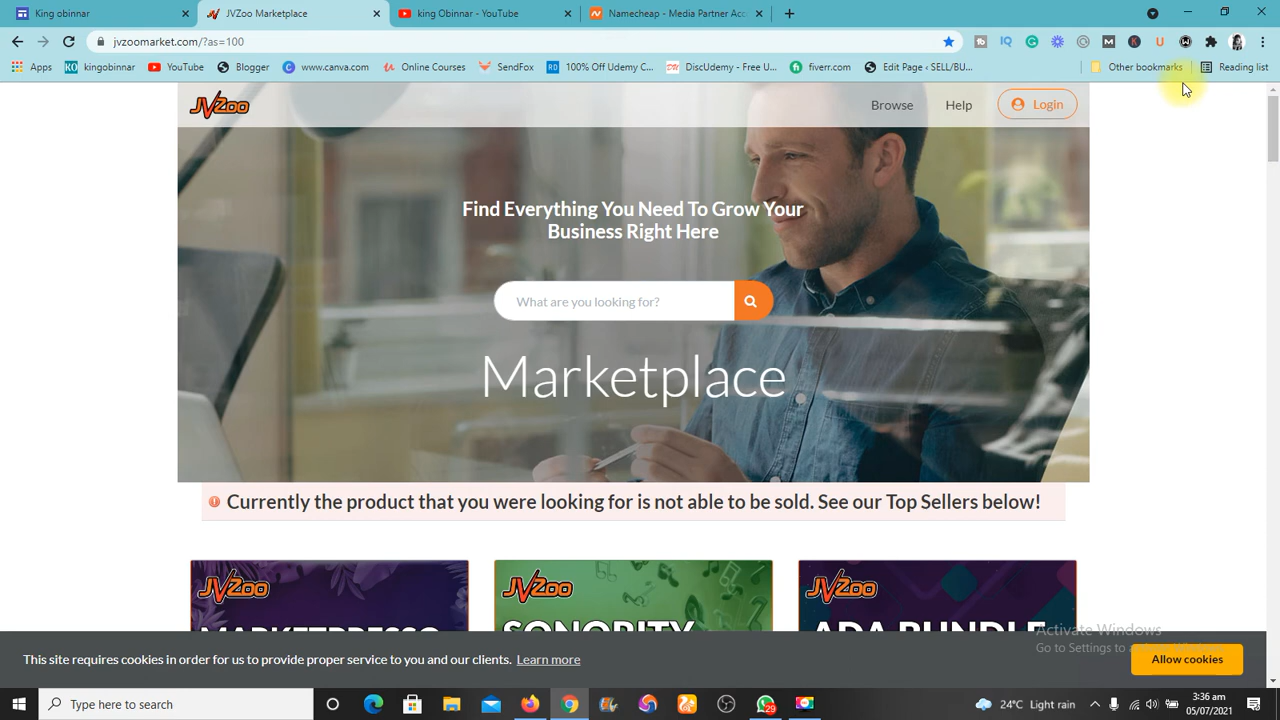 King obinnar
JVZoo Marketplace
king Obinnar - YouTube
Namecheap - Media Partner Acc
jvzoomarket.com/?as=100
Apps
kingobinnar
YouTube
Blogger
www.canva.com
Online Courses
SendFox
100% Off Udemy C...
DiscUdemy - Free U...
fiverr.com
Edit Page ‹ SELL/BU...
Other bookmarks
Reading list
JVZoo
Browse
Help
Login
Find Everything You Need To Grow Your
Business Right Here
What are you looking for?
Marketplace
Currently the product that you were looking for is not able to be sold. See our Top Sellers below!
JVZoo
JVZoo
JVZoo
MARKETPRESSO
SONORITY
ADA BUNDLE
Activate Windows
Go to Settings to
This site requires cookies in order for us to provide proper service to you and our clients. Learn more
Allow cookies
Type here to search
29
24°C Light rain
3:36 am
05/07/2021